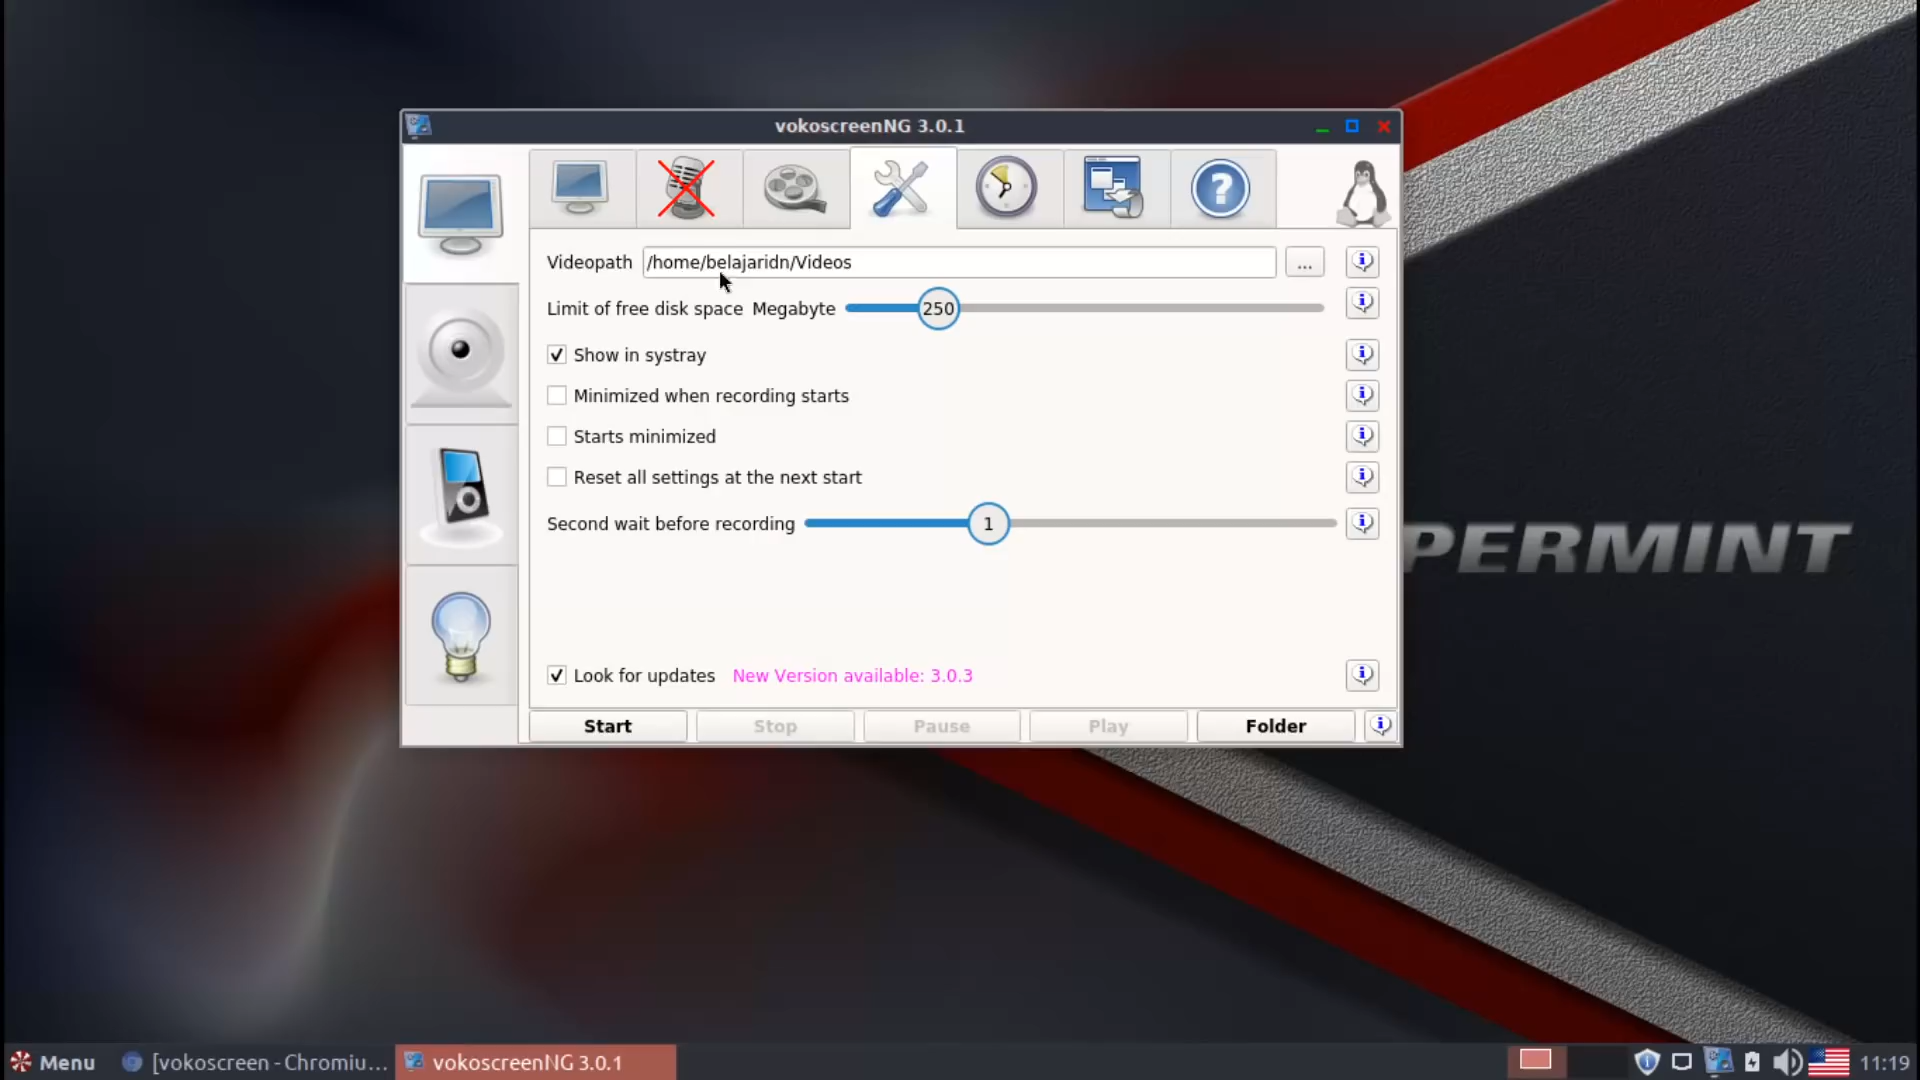 vokoscreenNG 3.0.1
Videopath /home/belajaridn/Videos ...
Limit of free disk space Megabyte 250
Show in systray
Minimized when recording starts
Starts minimized
Reset all settings at the next start
Second wait before recording 1
PERMINT
Look for updates New Version available: 3.0.3
Start Stop Pause Play Folder
Menu [vokoscreen - Chromiu... vokoscreenNG 3.0.1 11:19